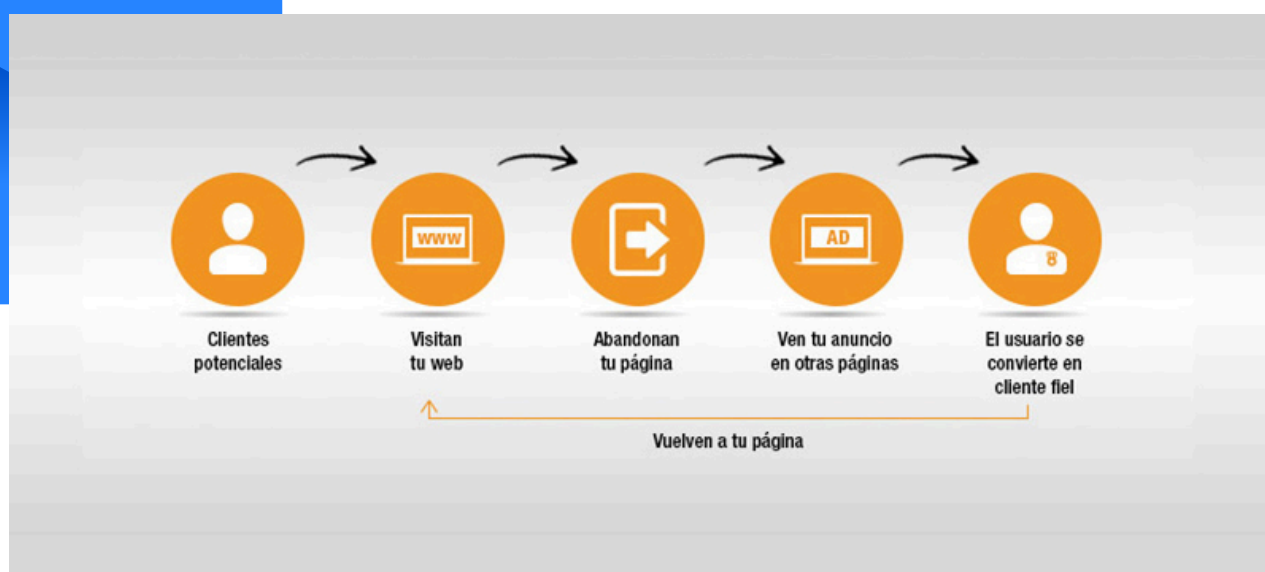 www
AD
Clientes
potenciales
Visitan
tu web
Abandonan
tu página
Ven tu anuncio
en otras páginas
El usuario se
convierte en
cliente fiel
Vuelven a tu página